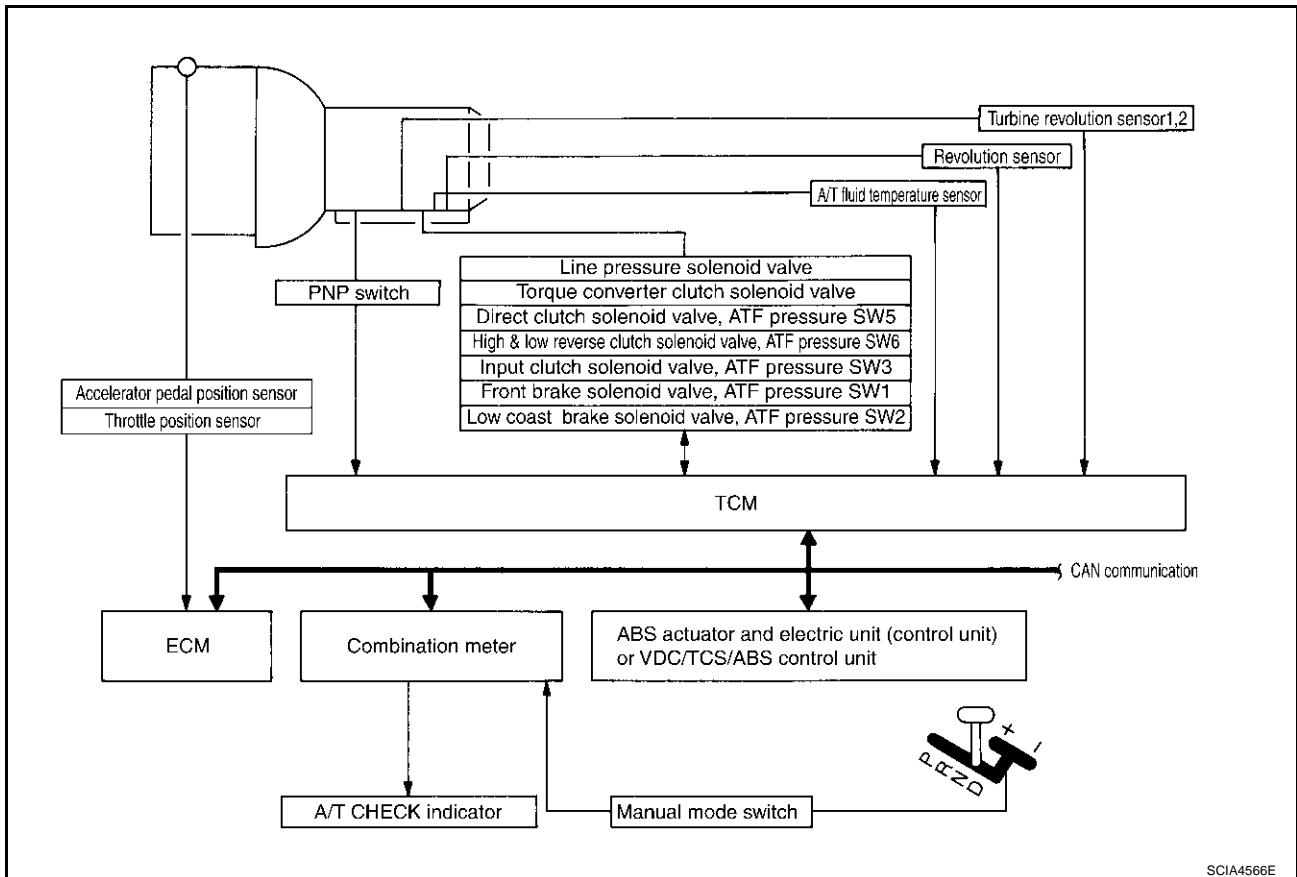 Turbine revolution sensor1,2
Revolution sensor
A/T fluid temperature sensor
Line pressure solenoid valve
Torque converter clutch solenoid valve
Direct clutch solenoid valve, ATF pressure SW5
High & low reverse clutch solenoid valve, ATF pressure SW6
Input clutch solenoid valve, ATF pressure SW3
Front brake solenoid valve, ATF pressure SW1
Low coast brake solenoid valve, ATF pressure SW2
PNP switch
Accelerator pedal position sensor
Throttle position sensor
TCM
CAN communication
ECM
Combination meter
ABS actuator and electric unit (control unit)
or VDC/TCS/ABS control unit
P R N D + −
A/T CHECK indicator
Manual mode switch
SCIA4566E